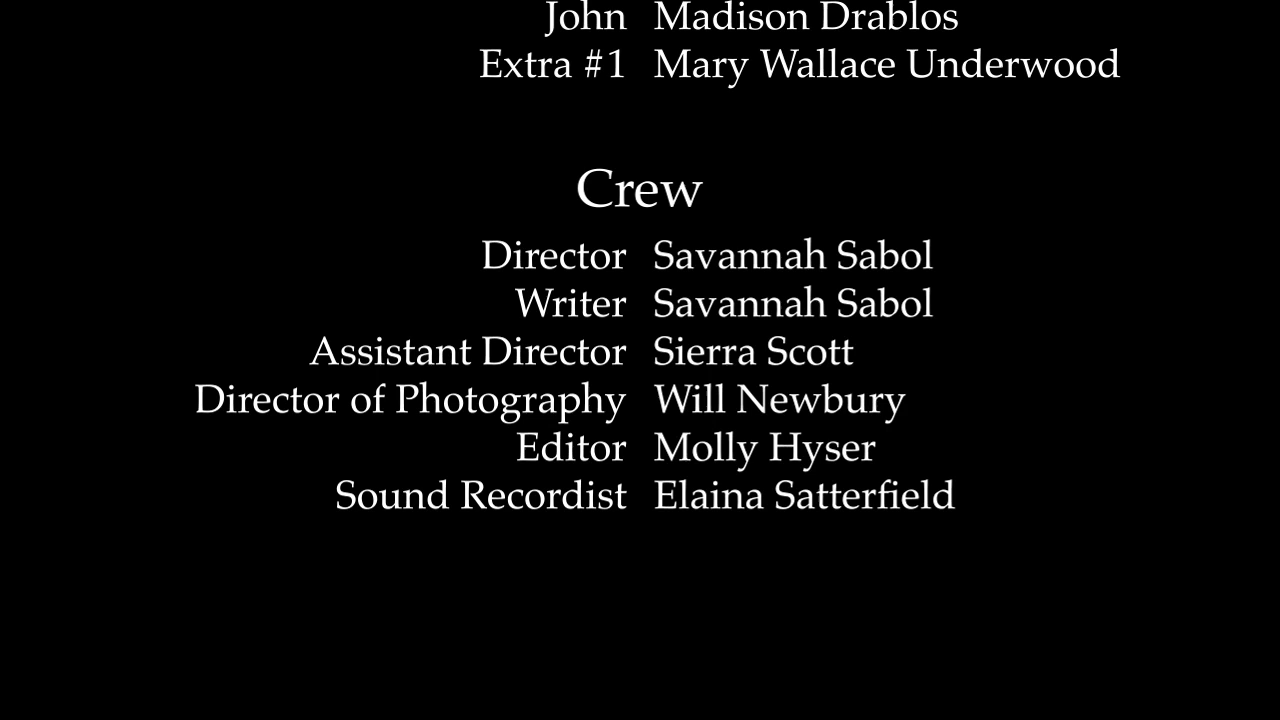 John Madison Drablos
Extra #1 Mary Wallace Underwood
Crew
Director Savannah Sabol
Writer Savannah Sabol
Assistant Director Sierra Scott
Director of Photography Will Newbury
Editor Molly Hyser
Sound Recordist Elaina Satterfield